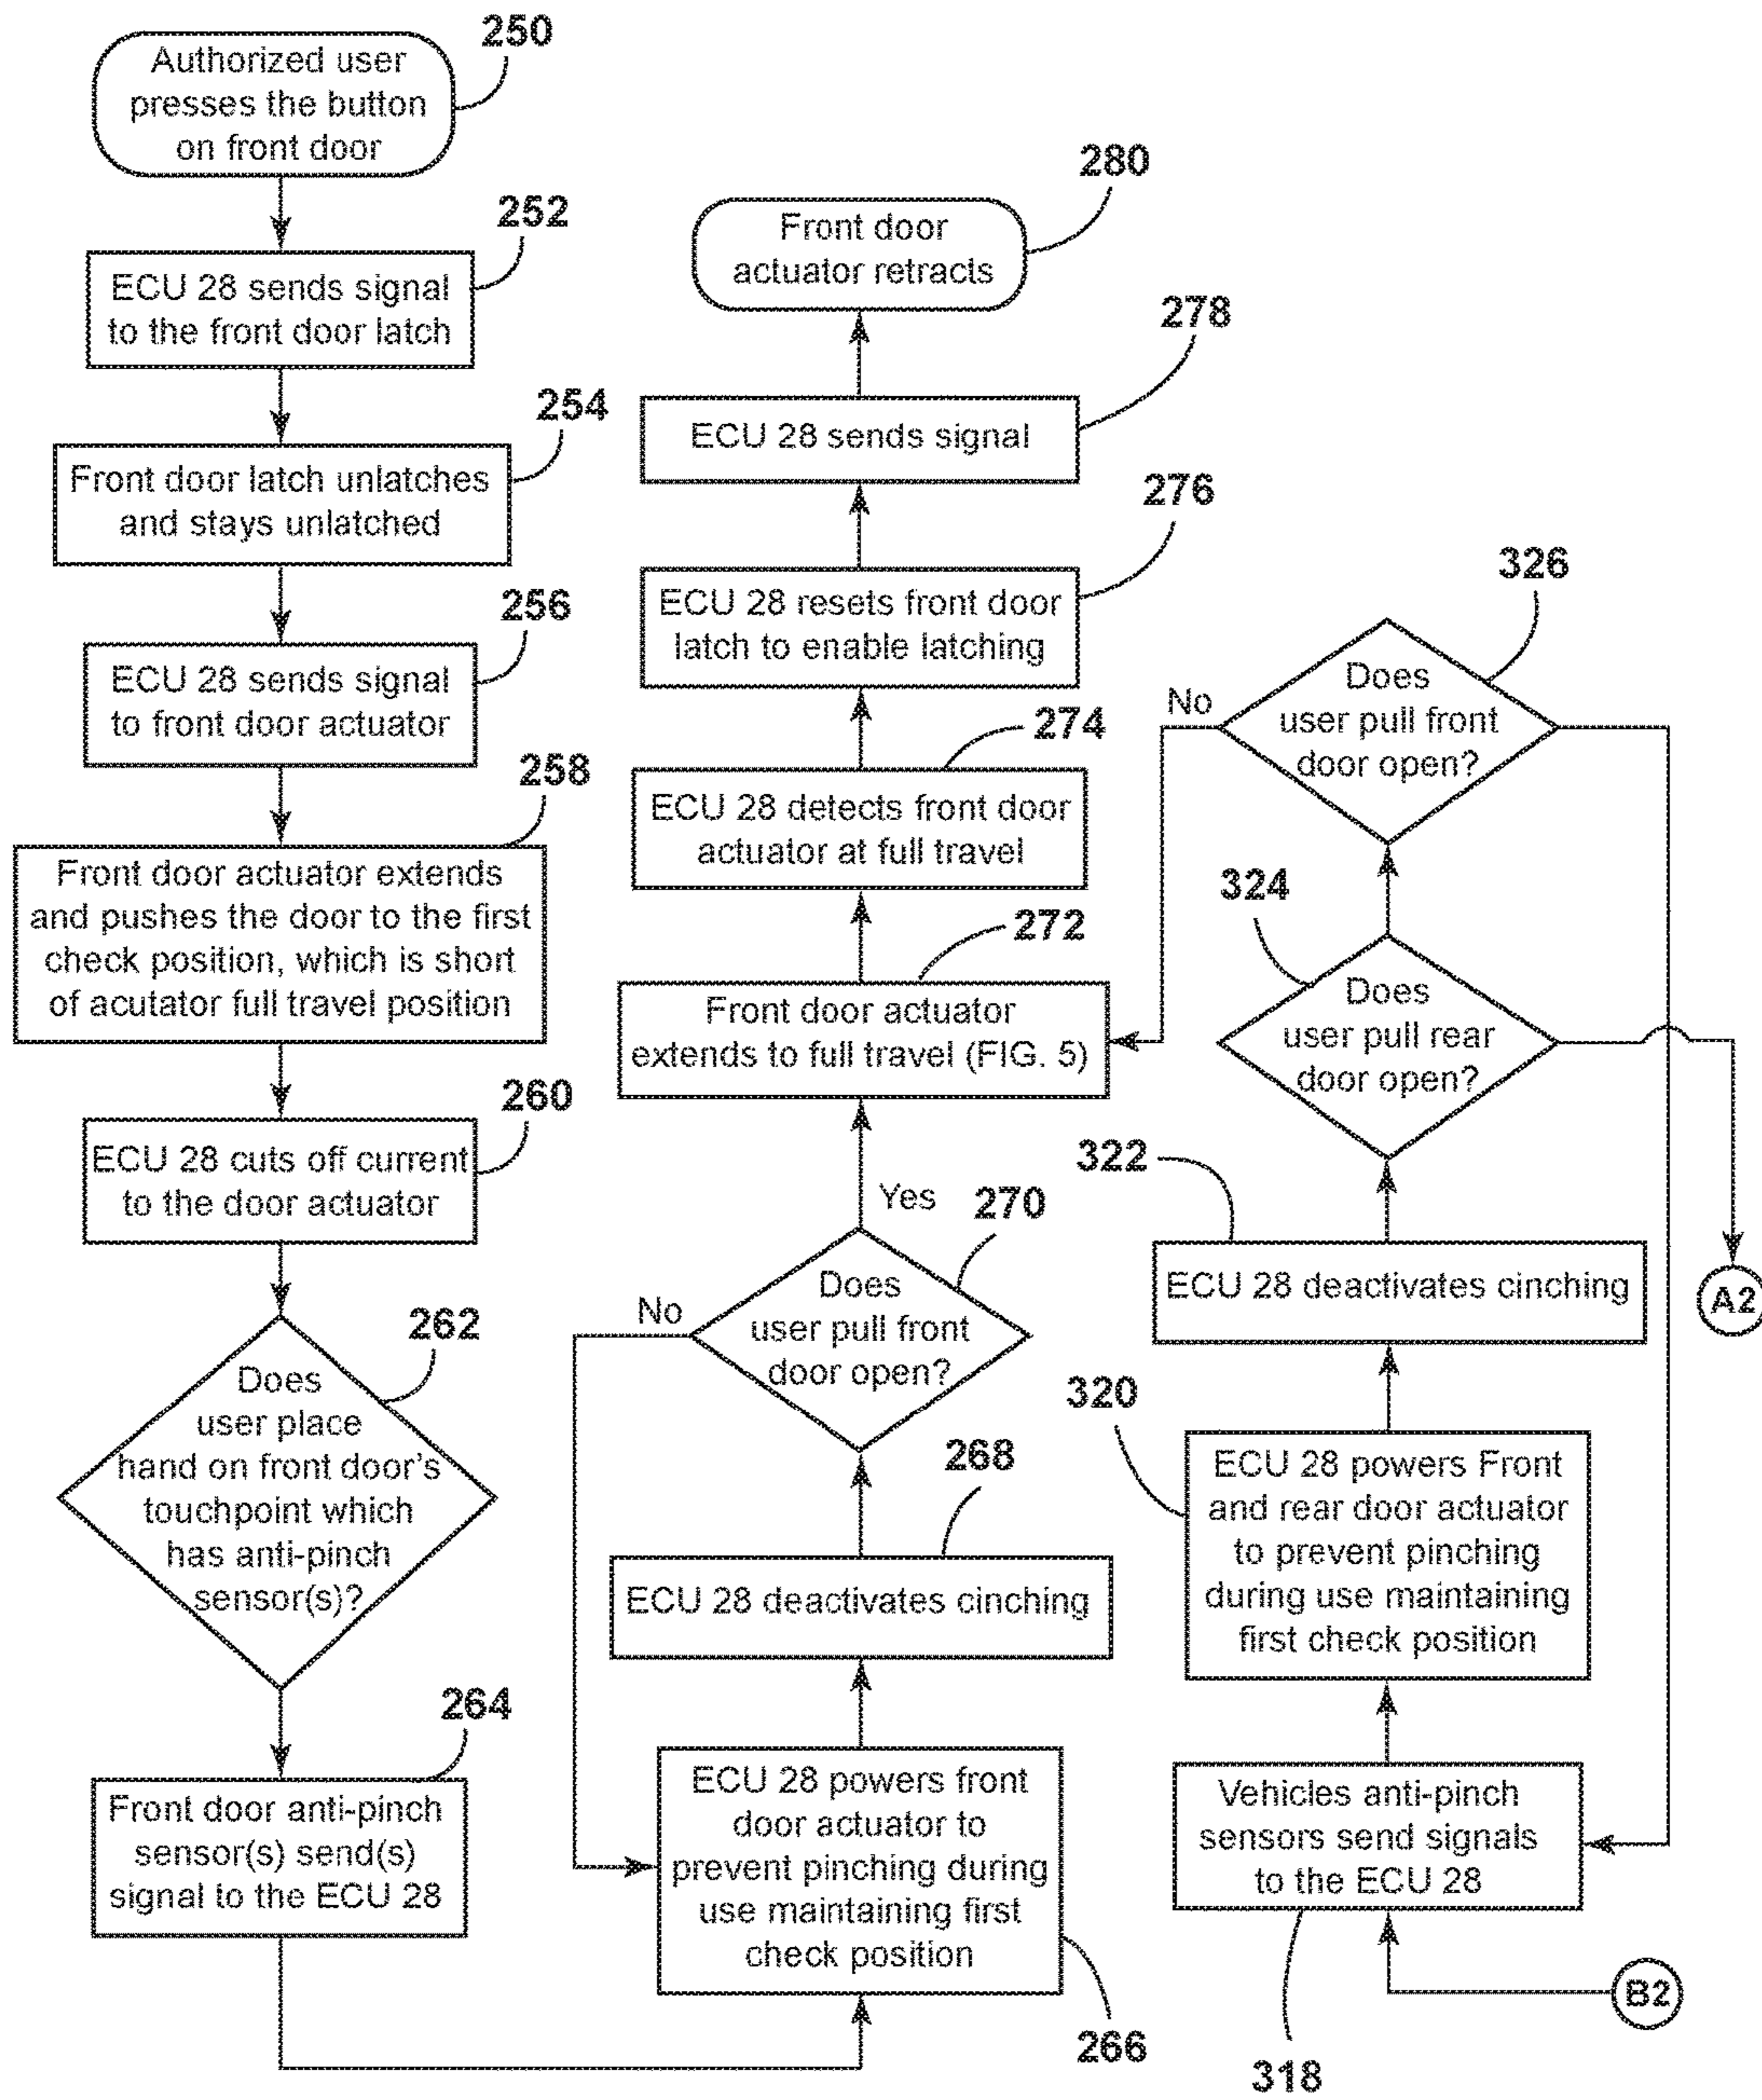 250
Authorized user
presses the button
on front door
252
ECU 28 sends signal
to the front door latch
254
Front door latch unlatches
and stays unlatched
256
ECU 28 sends signal
to front door actuator
258
Front door actuator extends
and pushes the door to the first
check position, which is short
of acutator full travel position
260
ECU 28 cuts off current
to the door actuator
262
Does
user place
hand on front door's
touchpoint which
has anti-pinch
sensor(s)?
264
Front door anti-pinch
sensor(s) send(s)
signal to the ECU 28
280
Front door
actuator retracts
278
ECU 28 sends signal
276
ECU 28 resets front door
latch to enable latching
274
ECU 28 detects front door
actuator at full travel
272
Front door actuator
extends to full travel (FIG. 5)
Yes
270
No
Does
user pull front
door open?
268
ECU 28 deactivates cinching
ECU 28 powers front
door actuator to
prevent pinching during
use maintaining first
check position
266
326
No
Does
user pull front
door open?
324
Does
user pull rear
door open?
322
ECU 28 deactivates cinching
A2
320
ECU 28 powers Front
and rear door actuator
to prevent pinching
during use maintaining
first check position
Vehicles anti-pinch
sensors send signals
to the ECU 28
B2
318